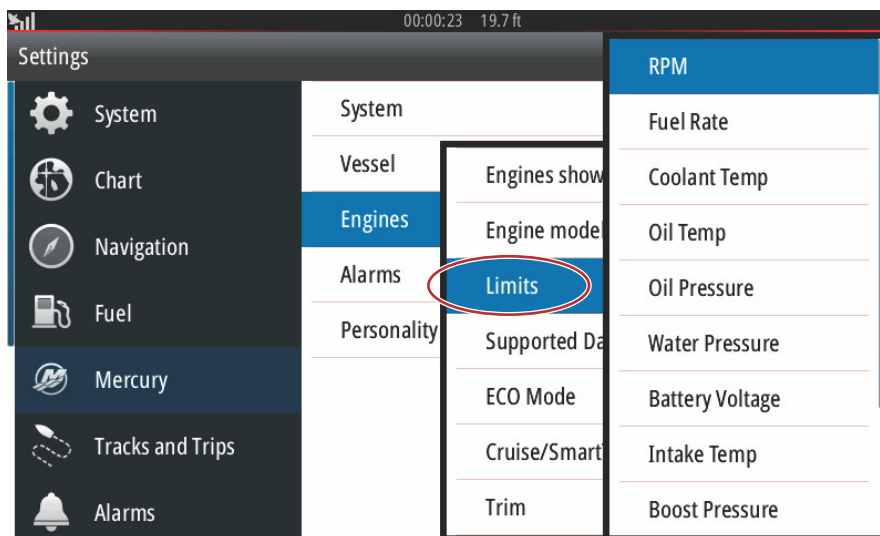 00:00:23 19.7 ft
Settings
System
Chart
Navigation
Fuel
Mercury
Tracks and Trips
Alarms
System
Vessel
Engines
Alarms
Personality
Engines show
Engine model
Limits
Supported Da
ECO Mode
Cruise/Smart
Trim
RPM
Fuel Rate
Coolant Temp
Oil Temp
Oil Pressure
Water Pressure
Battery Voltage
Intake Temp
Boost Pressure